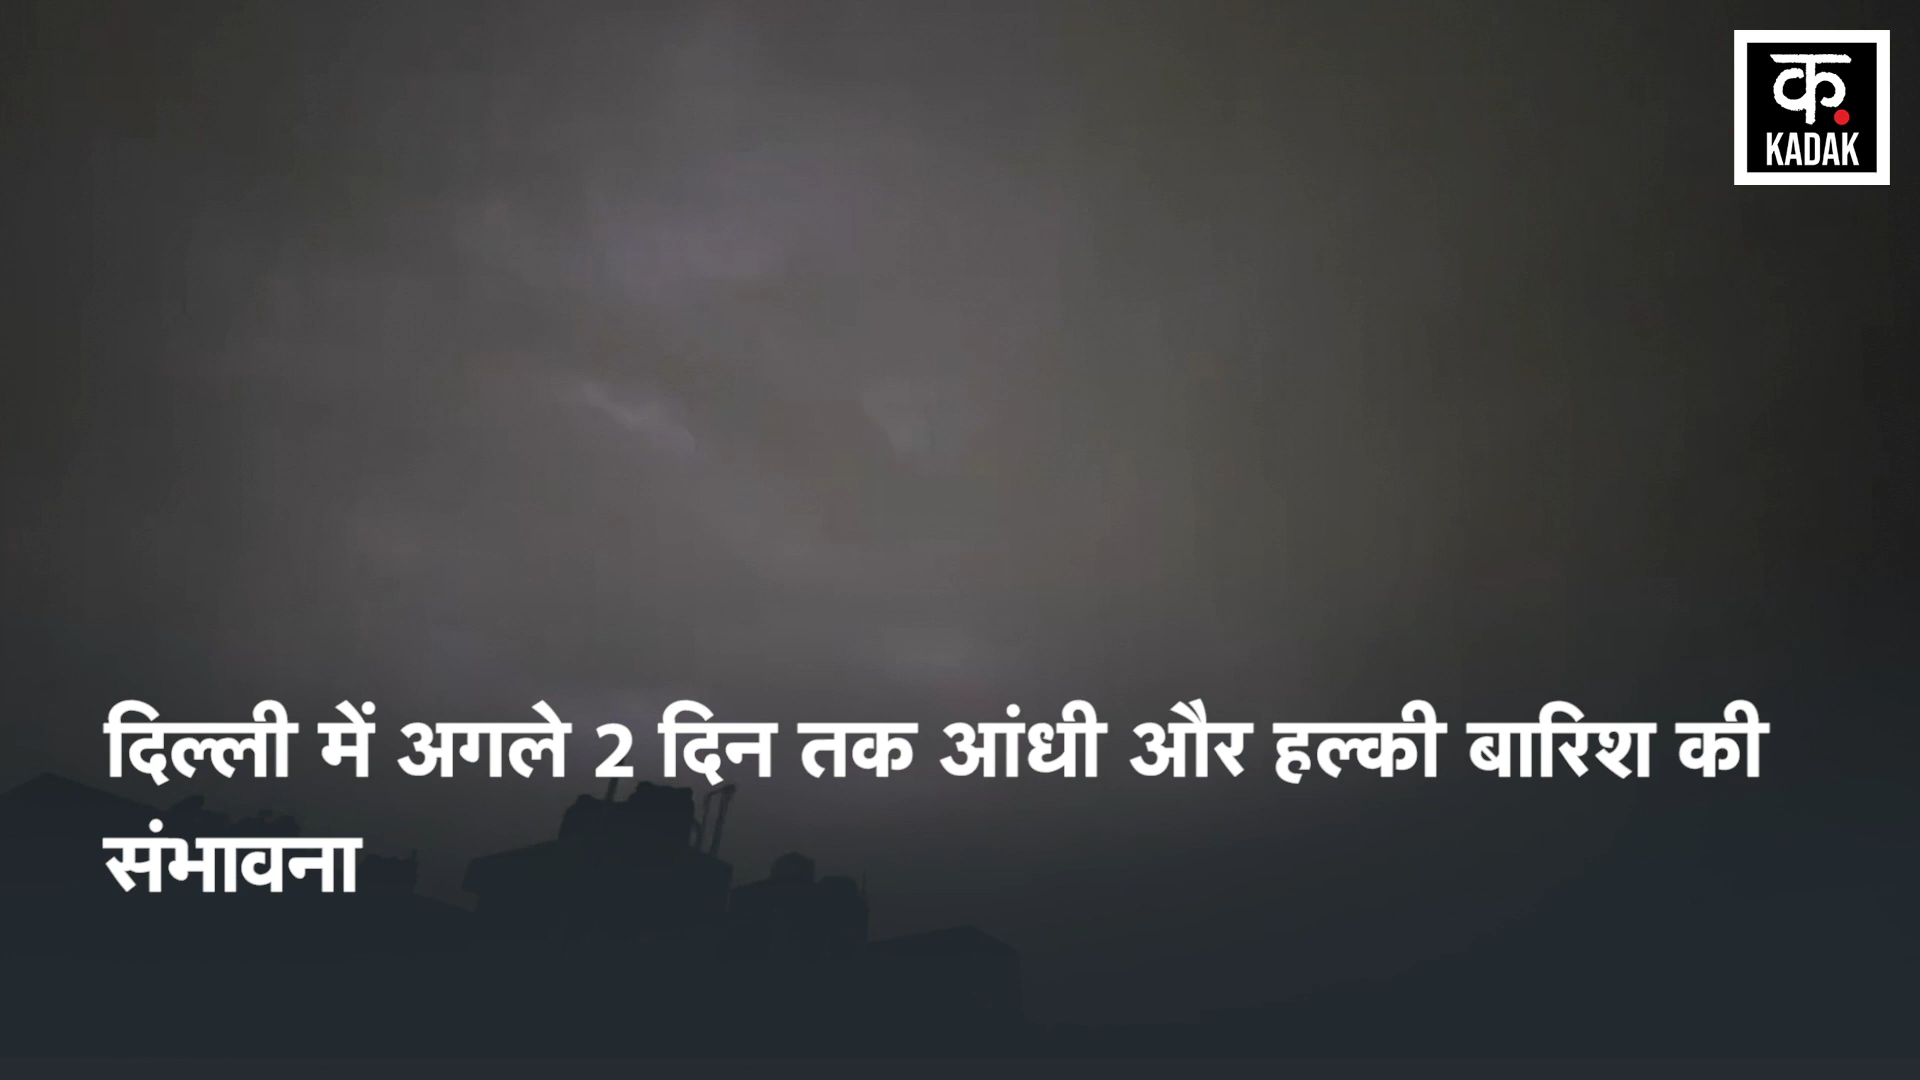 क.
KADAK
दिल्ली में अगले 2 दिन तक आंधी और हल्की बारिश की
संभावना